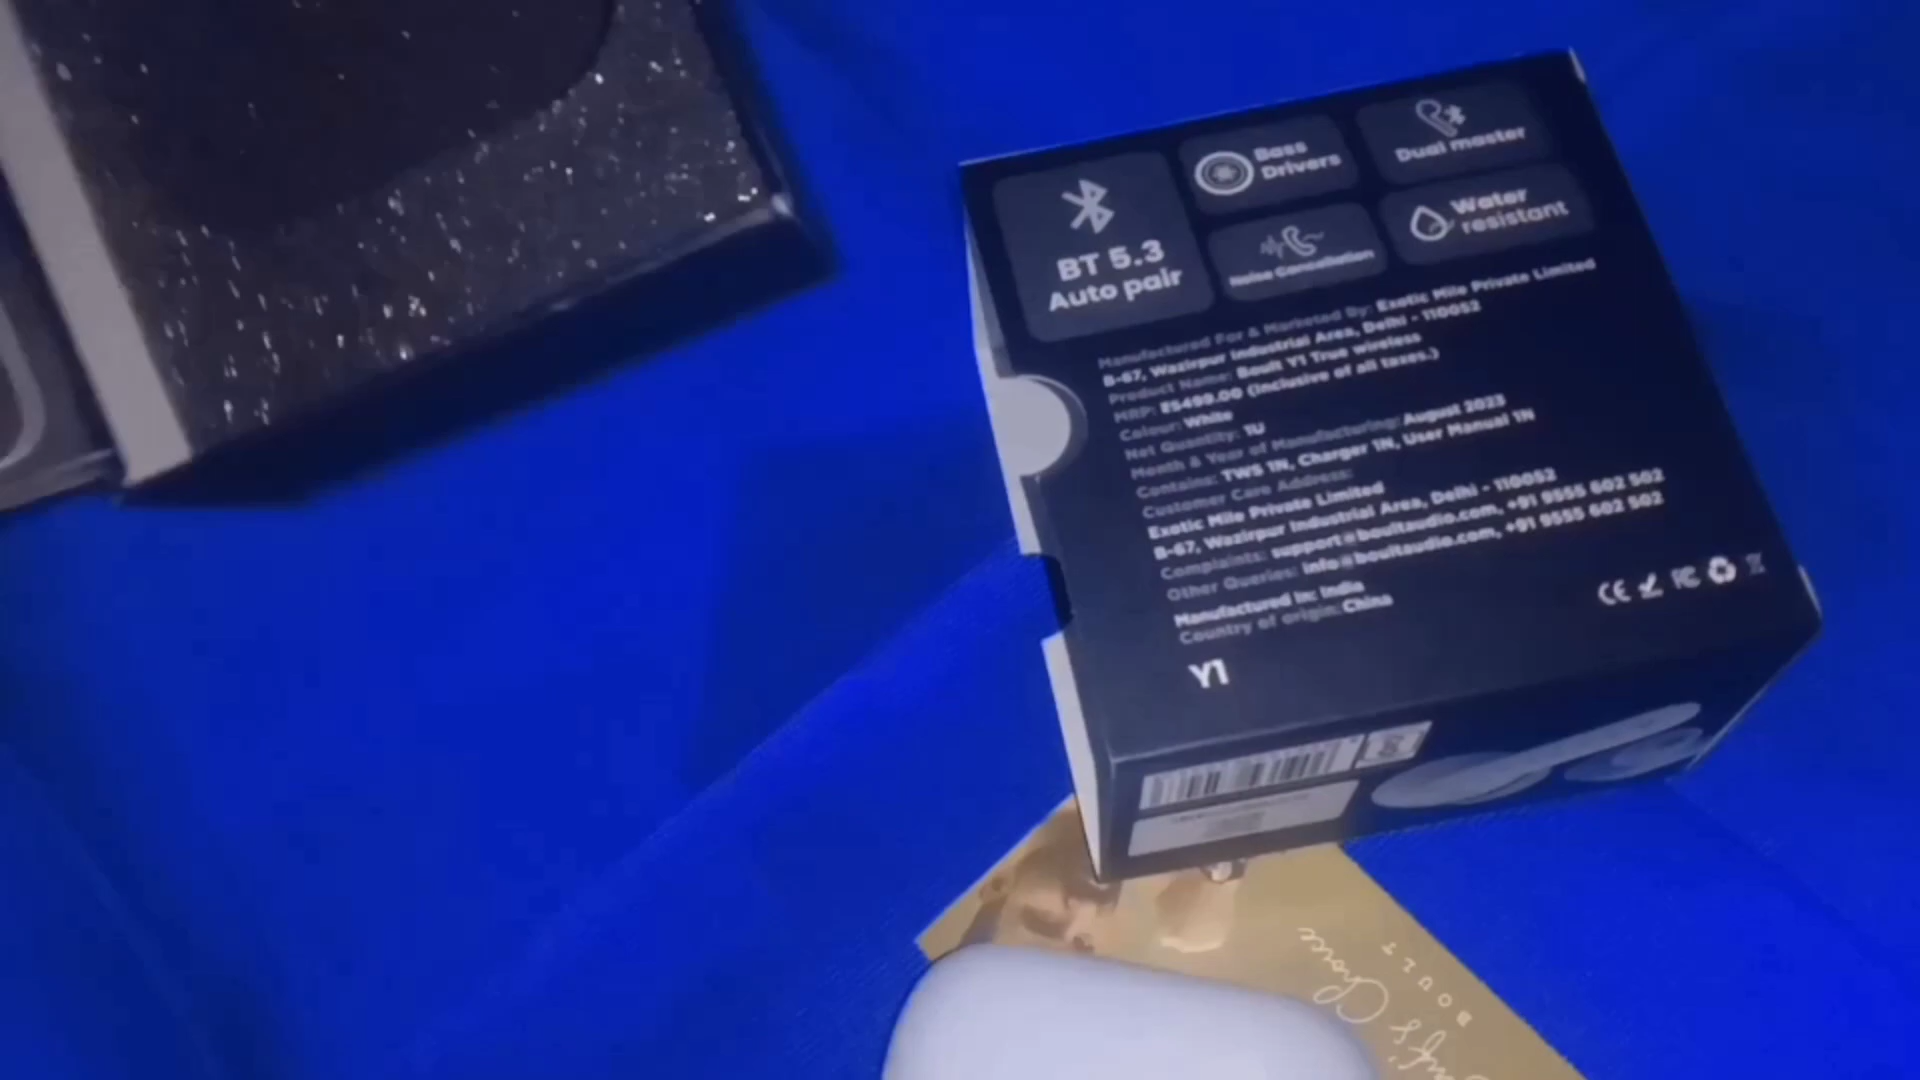 BT 5.3
Auto pair
Bass
Drivers
Dual master
Noise Cancellation
Water
resistant
Manufactured For & Marketed By: Exotic Mile Private Limited
B-67, Wazirpur Industrial Area, Delhi - 110052
Product Name: Boult Y1 True wireless
MRP: ₹5499.00 (Inclusive of all taxes.)
Colour: White
Net Quantity: 1U
Month & Year of Manufacturing: August 2023
Contains: TWS 1N, Charger 1N, User Manual 1N
Customer Care Address:
Exotic Mile Private Limited
B-67, Wazirpur Industrial Area, Delhi - 110052
Complaints: support@boultaudio.com, +91 9555 602 502
Other Queries: info@boultaudio.com, +91 9555 602 502
Manufactured in: India
Country of origin: China
CE FC
Y1
BOULT
Choice